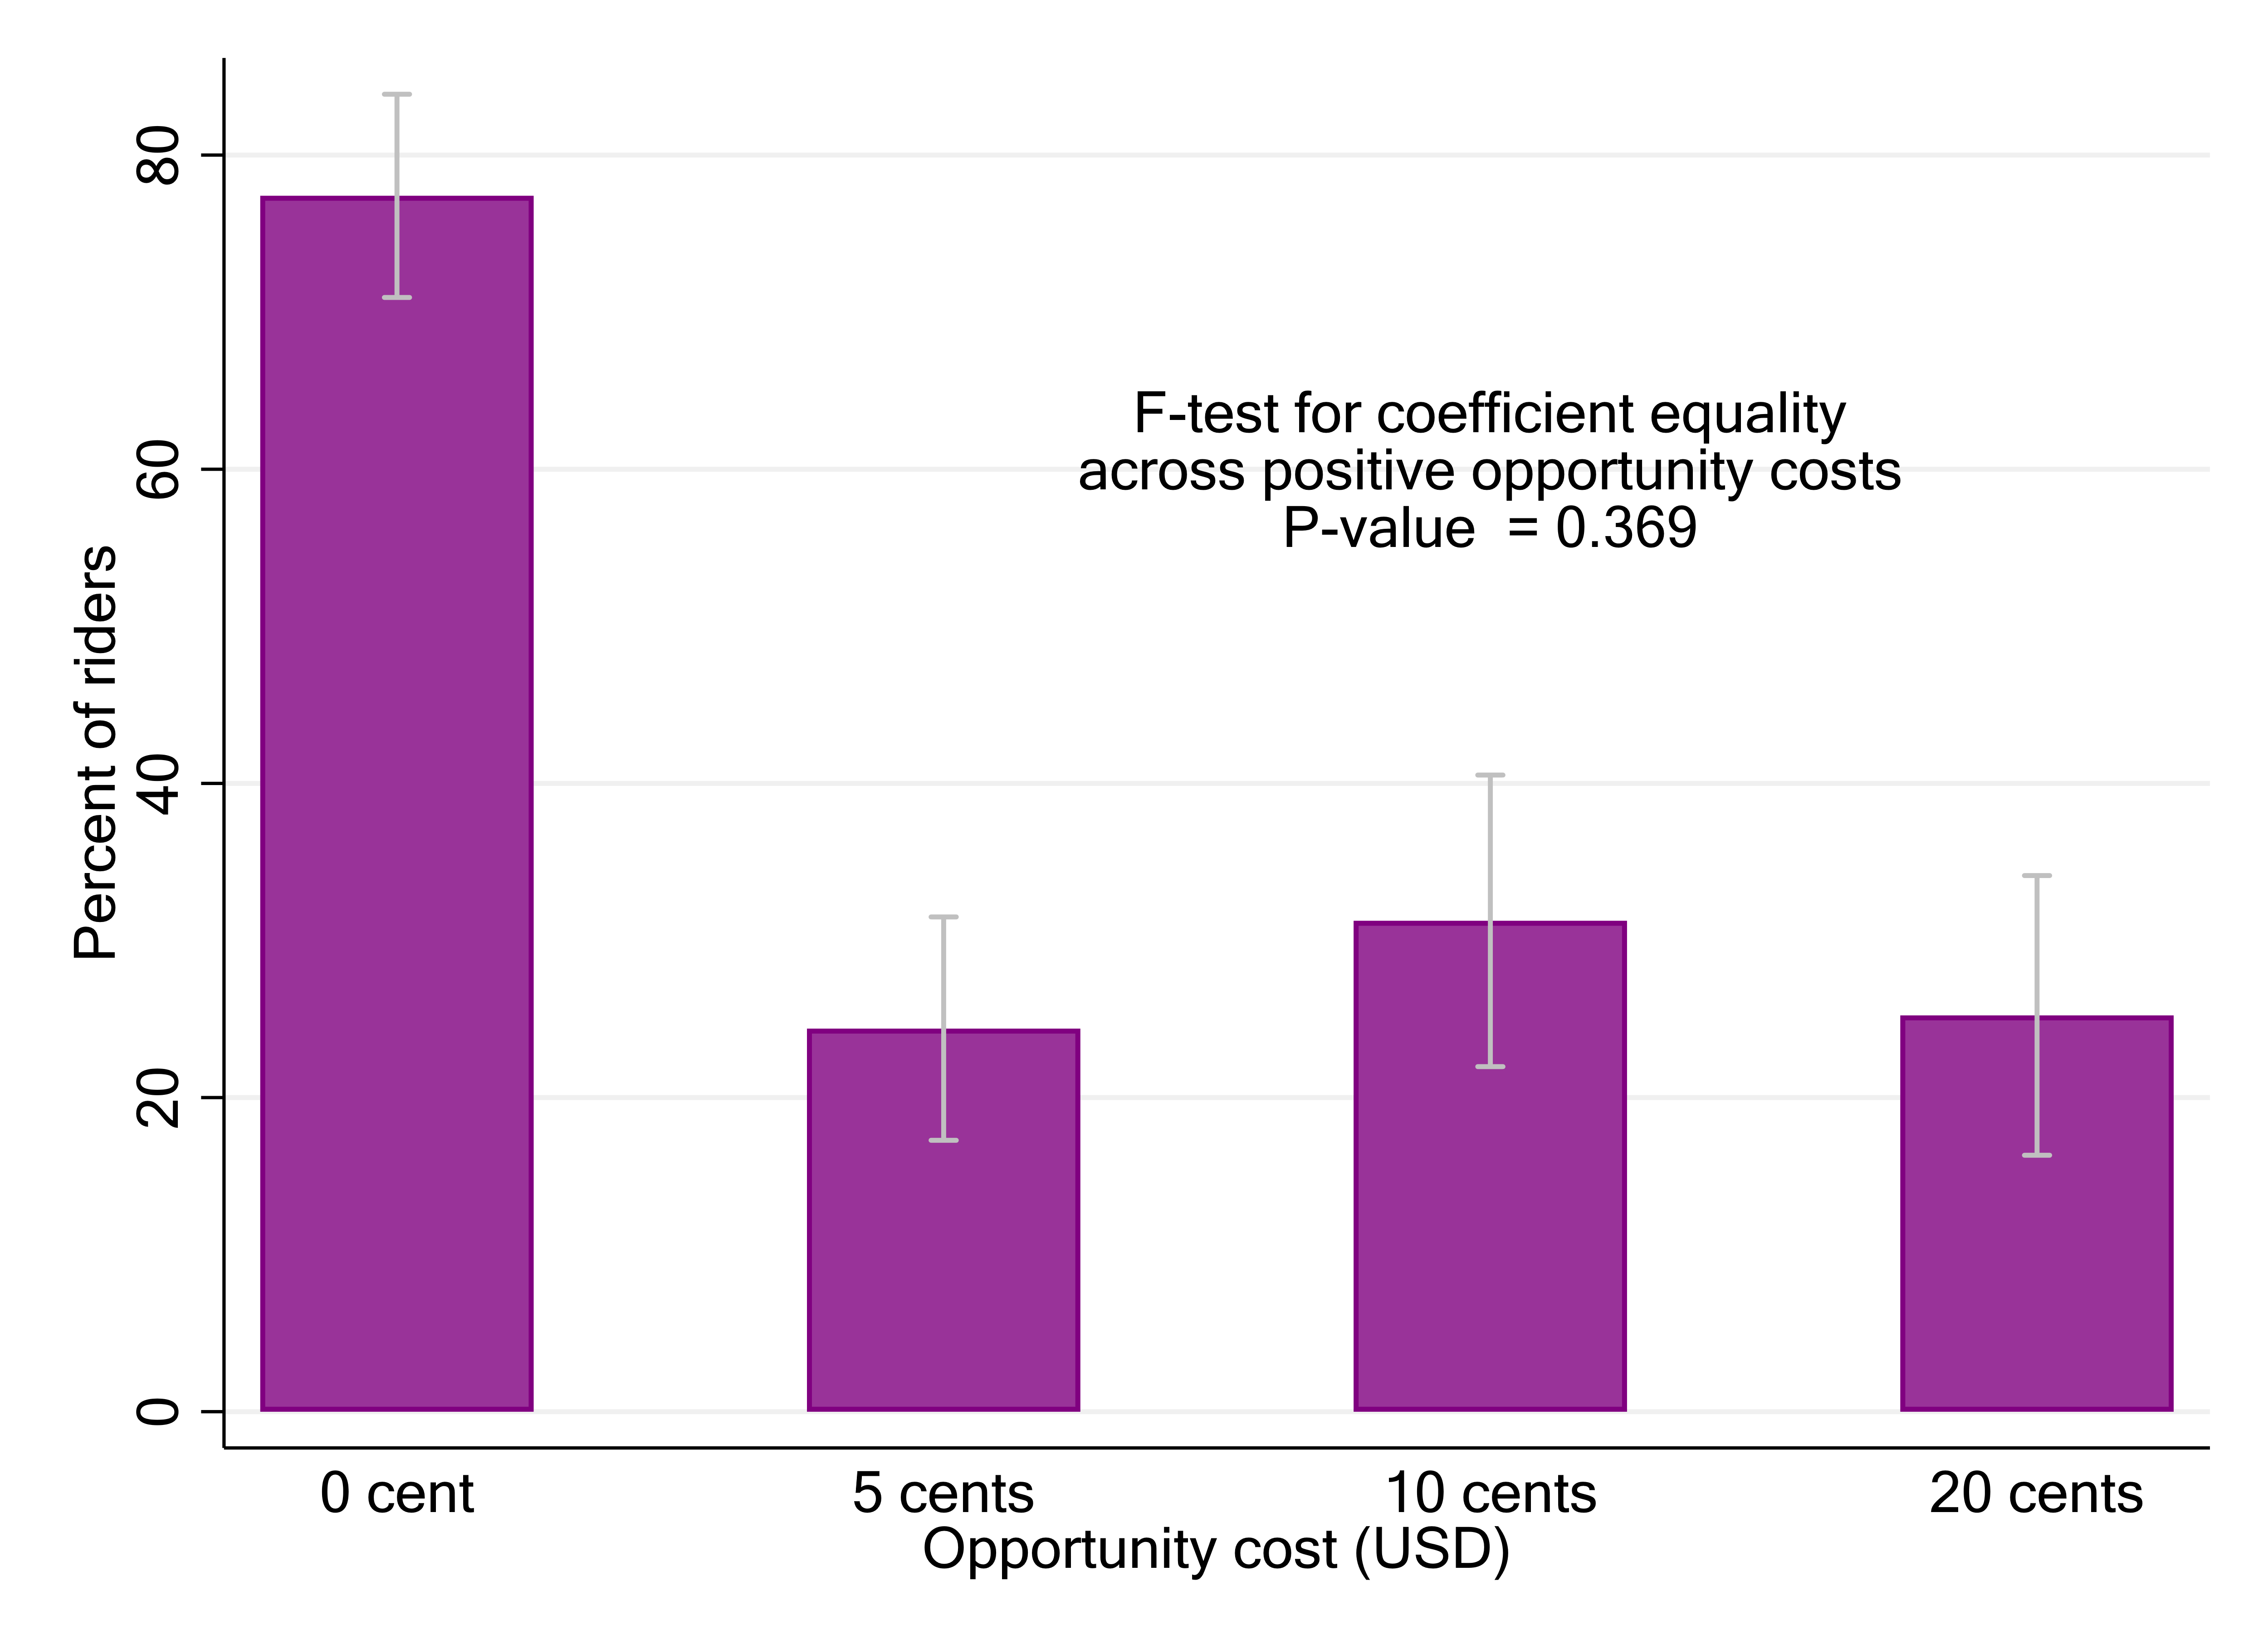 80
60
40
20
0
Percent of riders
F-test for coefficient equality
across positive opportunity costs
P-value = 0.369
0 cent
5 cents
10 cents
20 cents
Opportunity cost (USD)